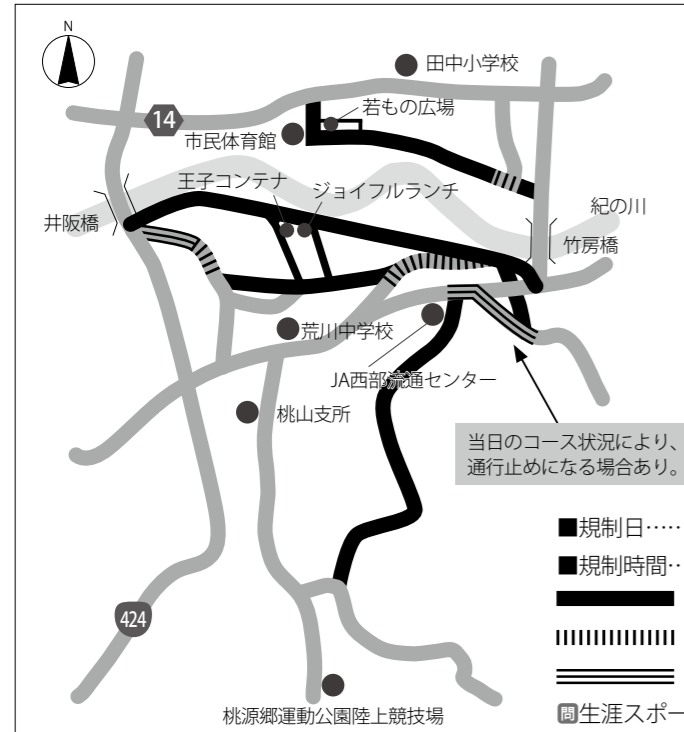 N
田中小学校
若もの広場
14
市民体育館
王子コンテナ
ジョイフルランチ
井阪橋
紀の川
竹房橋
荒川中学校
JA西部流通センター
桃山支所
当日のコース状況により、
通行止めになる場合あり。
■規制日……
■規制時間…
424
問生涯スポー
桃源郷運動公園陸上競技場